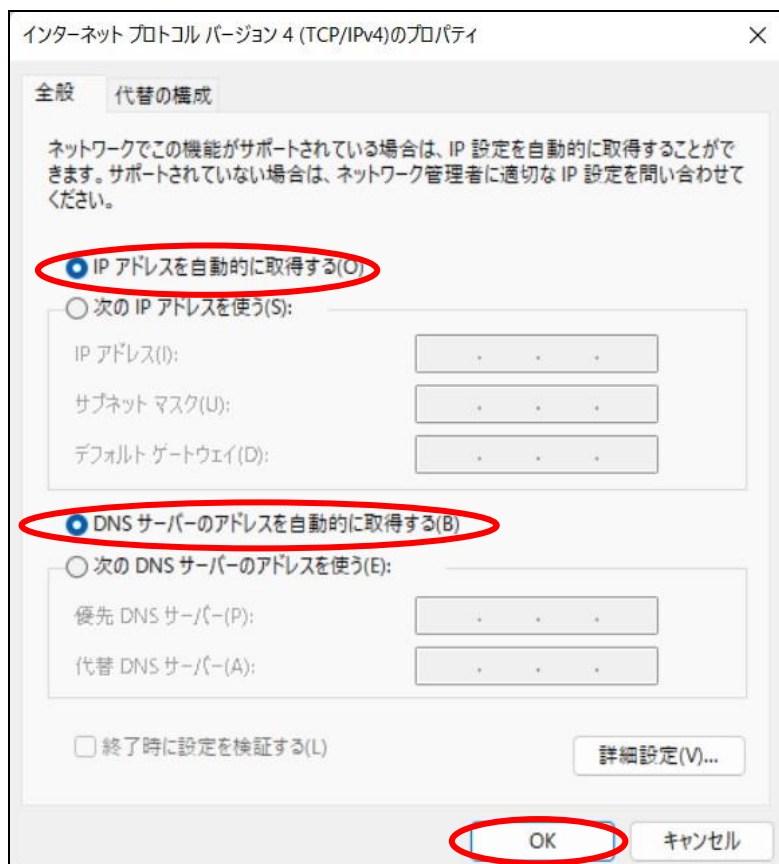 インターネット プロトコル バージョン 4 (TCP/IPv4)のプロパティ
全般
代替の構成
ネットワークでこの機能がサポートされている場合は、IP 設定を自動的に取得することがで
きます。サポートされていない場合は、ネットワーク管理者に適切な IP 設定を問い合わせて
ください。
IP アドレスを自動的に取得する(O)
次の IP アドレスを使う(S):
IP アドレス(I):
サブネット マスク(U):
デフォルト ゲートウェイ(D):
DNS サーバーのアドレスを自動的に取得する(B)
次の DNS サーバーのアドレスを使う(E):
優先 DNS サーバー(P):
代替 DNS サーバー(A):
終了時に設定を検証する(L)
詳細設定(V)...
OK
キャンセル